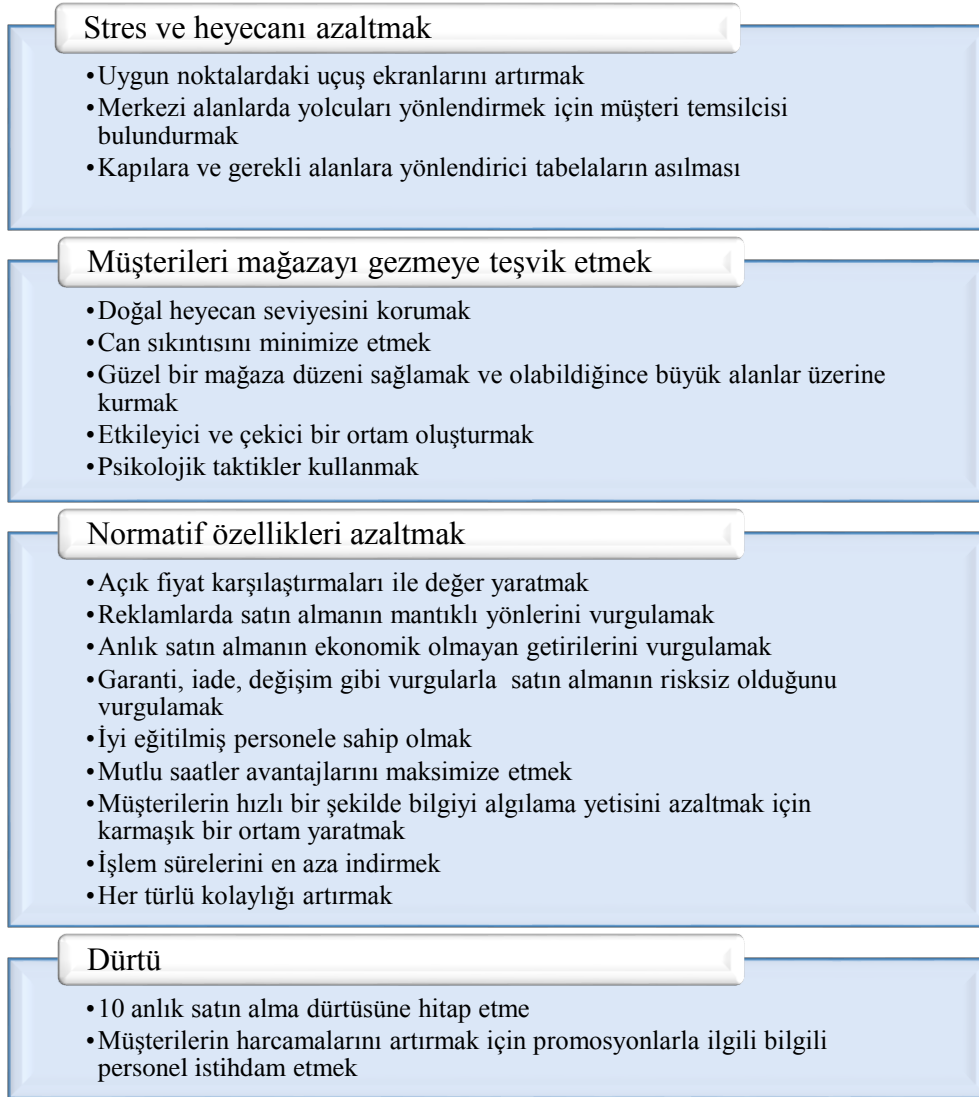 Stres ve heyecanı azaltmak
•Uygun noktalardaki uçuş ekranlarını artırmak
•Merkezi alanlarda yolcuları yönlendirmek için müşteri temsilcisi
bulundurmak
•Kapılara ve gerekli alanlara yönlendirici tabelaların asılması
Müşterileri mağazayı gezmeye teşvik etmek
•Doğal heyecan seviyesini korumak
•Can sıkıntısını minimize etmek
•Güzel bir mağaza düzeni sağlamak ve olabildiğince büyük alanlar üzerine
kurmak
•Etkileyici ve çekici bir ortam oluşturmak
•Psikolojik taktikler kullanmak
Normatif özellikleri azaltmak
•Açık fiyat karşılaştırmaları ile değer yaratmak
•Reklamlarda satın almanın mantıklı yönlerini vurgulamak
•Anlık satın almanın ekonomik olmayan getirilerini vurgulamak
•Garanti, iade, değişim gibi vurgularla  satın almanın risksiz olduğunu
vurgulamak
•İyi eğitilmiş personele sahip olmak
•Mutlu saatler avantajlarını maksimize etmek
•Müşterilerin hızlı bir şekilde bilgiyi algılama yetisini azaltmak için
karmaşık bir ortam yaratmak
•İşlem sürelerini en aza indirmek
•Her türlü kolaylığı artırmak
Dürtü
•10 anlık satın alma dürtüsüne hitap etme
•Müşterilerin harcamalarını artırmak için promosyonlarla ilgili bilgili
personel istihdam etmek